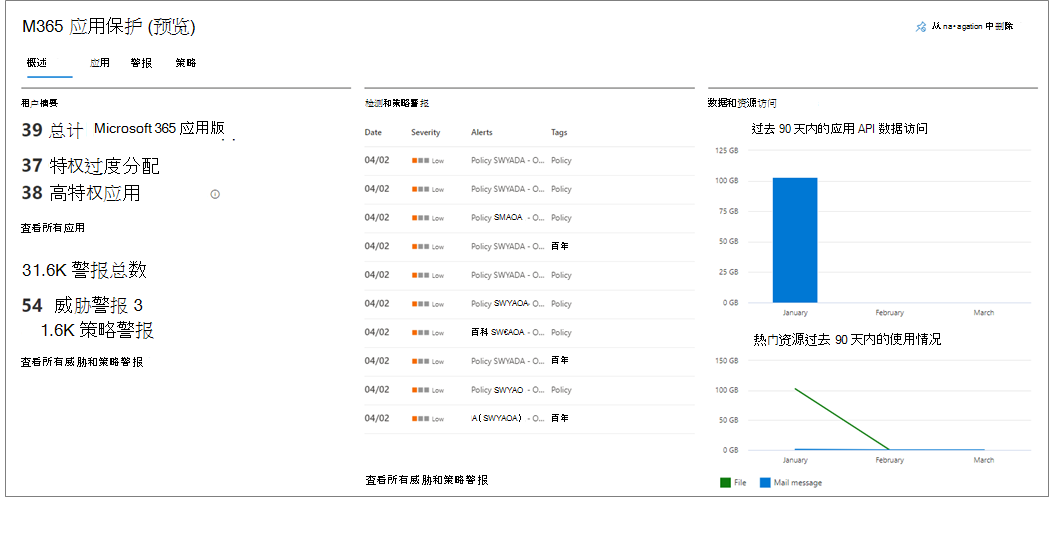 M365 应用保护 (预览)
从 na•agation 中删除
概述 应用 警报 策略
租户摘要
39 总计 Microsoft 365 应用版
37 特权过度分配
38 高特权应用
查看所有应用
31.6K 警报总数
54 威胁警报 3
1.6K 策略警报
查看所有威胁和策略警报
检测和策略警报
Date Severity Alerts Tags
04/02 Low Policy SWYADA - O... Policy
04/02 Low Policy SWYADA - O... Policy
04/02 Low Policy SMAOA - O... Policy
04/02 Low Policy SWYADA - O... 百年
04/02 Low Policy SWYADA - O... Policy
04/02 Low Policy SWYAOA- O... Policy
04/02 Low 百科 SW€AOA - O... Policy
04/02 Low Policy SWYADA - O... 百年
04/02 Low Policy SWYAO - O... Policy
04/02 Low A(SWYAOA) - O... 百年
查看所有威胁和策略警报
数据和资源访问
过去 90 天内的应用 API 数据访问
125 GB
100 GB
75 GB
50 GB
25 GB
0 GB
January February March
热门资源过去 90 天内的使用情况
150 GB
100 GB
50 GB
0 GB
January February March
File Mail message